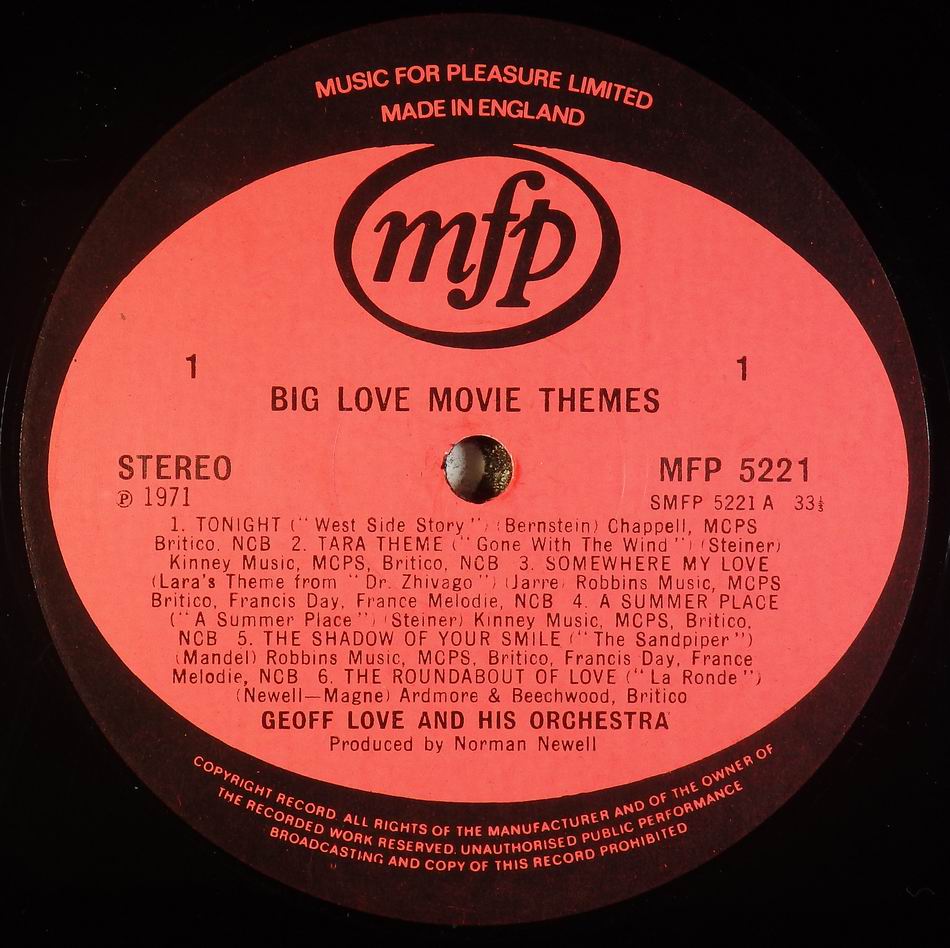 MUSIC FOR PLEASURE LIMITED
MADE IN ENGLAND
mfp
1 1
BIG LOVE MOVIE THEMES
STEREO MFP 5221
Ⓟ 1971 SMFP 5221 A 33⅓
1. TONIGHT ("West Side Story") (Bernstein) Chappell, MCPS
Britico. NCB 2. TARA THEME ("Gone With The Wind") (Steiner)
Kinney Music, MCPS, Britico, NCB 3. SOMEWHERE MY LOVE
(Lara's Theme from "Dr. Zhivago") (Jarre) Robbins Music, MCPS
Britico, Francis Day, France Melodie, NCB 4. A SUMMER PLACE
("A Summer Place") (Steiner) Kinney Music, MCPS, Britico,
NCB 5. THE SHADOW OF YOUR SMILE ("The Sandpiper")
(Mandel) Robbins Music, MCPS, Britico, Francis Day, France
Melodie, NCB 6. THE ROUNDABOUT OF LOVE ("La Ronde")
(Newell—Magne) Ardmore & Beechwood, Britico
GEOFF LOVE AND HIS ORCHESTRA
Produced by Norman Newell
COPYRIGHT RECORD. ALL RIGHTS OF THE MANUFACTURER AND OF THE OWNER OF
THE RECORDED WORK RESERVED. UNAUTHORISED PUBLIC PERFORMANCE
BROADCASTING AND COPY OF THIS RECORD PROHIBITED